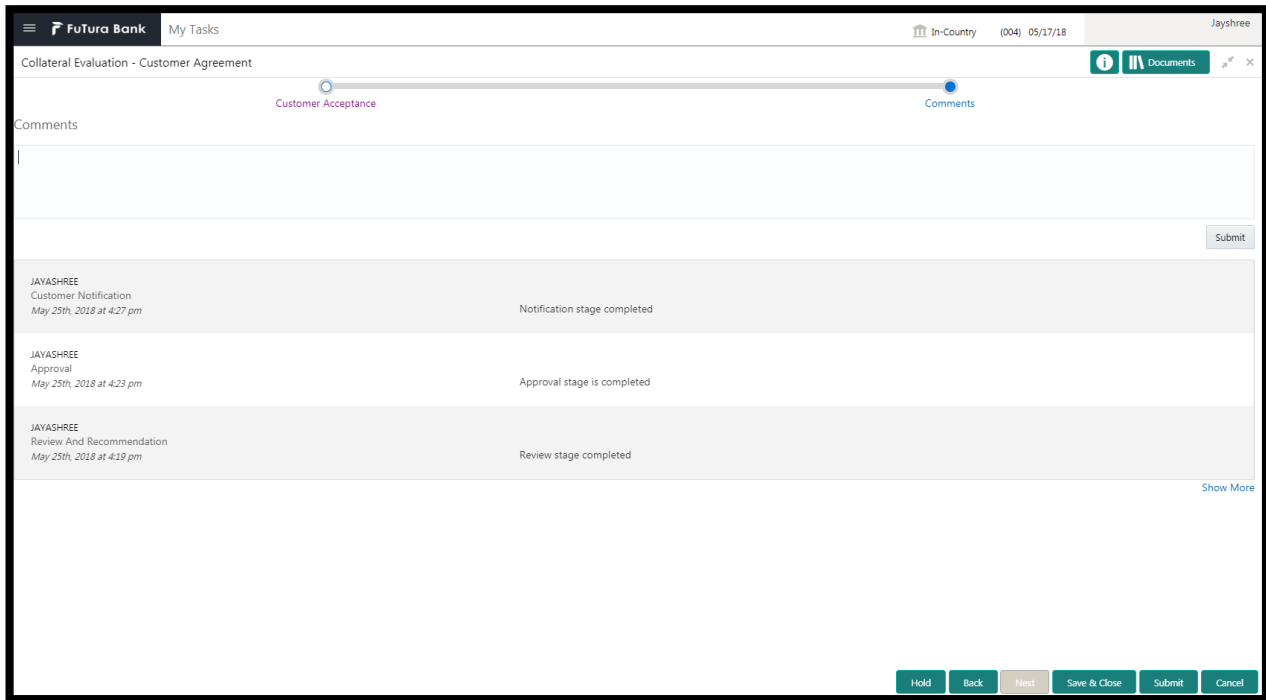 FuTura Bank
My Tasks
In-Country
(004) 05/17/18
Jayshree
Collateral Evaluation - Customer Agreement
Documents
Customer Acceptance
Comments
Comments
Submit
JAYASHREE
Customer Notification
May 25th, 2018 at 4:27 pm
Notification stage completed
JAYASHREE
Approval
May 25th, 2018 at 4:23 pm
Approval stage is completed
JAYASHREE
Review And Recommendation
May 25th, 2018 at 4:19 pm
Review stage completed
Show More
Hold
Back
Next
Save & Close
Submit
Cancel